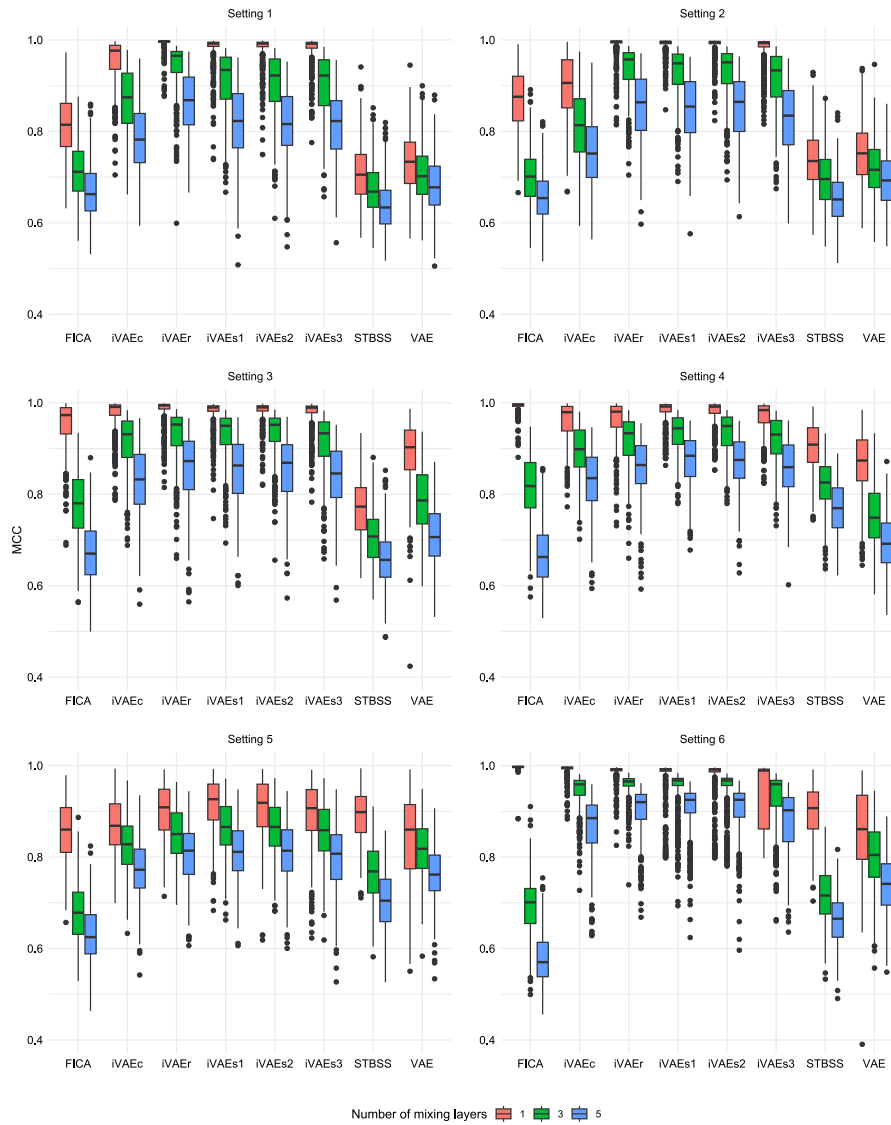 Setting 1
Setting 2
1.0
0.8
0.6
0.4
FICA iVAEc iVAEr iVAEs1 iVAEs2 iVAEs3 STBSS VAE
1.0
0.8
0.6
0.4
FICA iVAEc iVAEr iVAEs1 iVAEs2 iVAEs3 STBSS VAE
Setting 3
Setting 4
MCC
1.0
0.8
0.6
0.4
FICA iVAEc iVAEr iVAEs1 iVAEs2 iVAEs3 STBSS VAE
1.0
0.8
0.6
0.4
FICA iVAEc iVAEr iVAEs1 iVAEs2 iVAEs3 STBSS VAE
Setting 5
Setting 6
1.0
0.8
0.6
0.4
FICA iVAEc iVAEr iVAEs1 iVAEs2 iVAEs3 STBSS VAE
1.0
0.8
0.6
0.4
FICA iVAEc iVAEr iVAEs1 iVAEs2 iVAEs3 STBSS VAE
Number of mixing layers 1 3 5